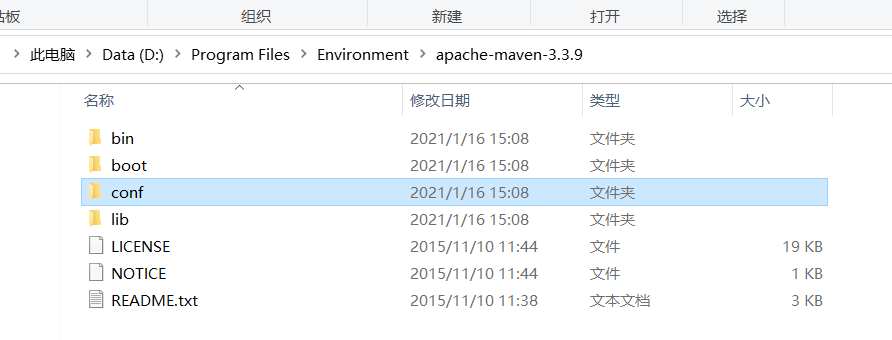 贴板 组织 新建 打开 选择
此电脑 > Data (D:) > Program Files > Environment > apache-maven-3.3.9
名称 修改日期 类型 大小
bin 2021/1/16 15:08 文件夹
boot 2021/1/16 15:08 文件夹
conf 2021/1/16 15:08 文件夹
lib 2021/1/16 15:08 文件夹
LICENSE 2015/11/10 11:44 文件 19 KB
NOTICE 2015/11/10 11:44 文件 1 KB
README.txt 2015/11/10 11:38 文本文档 3 KB